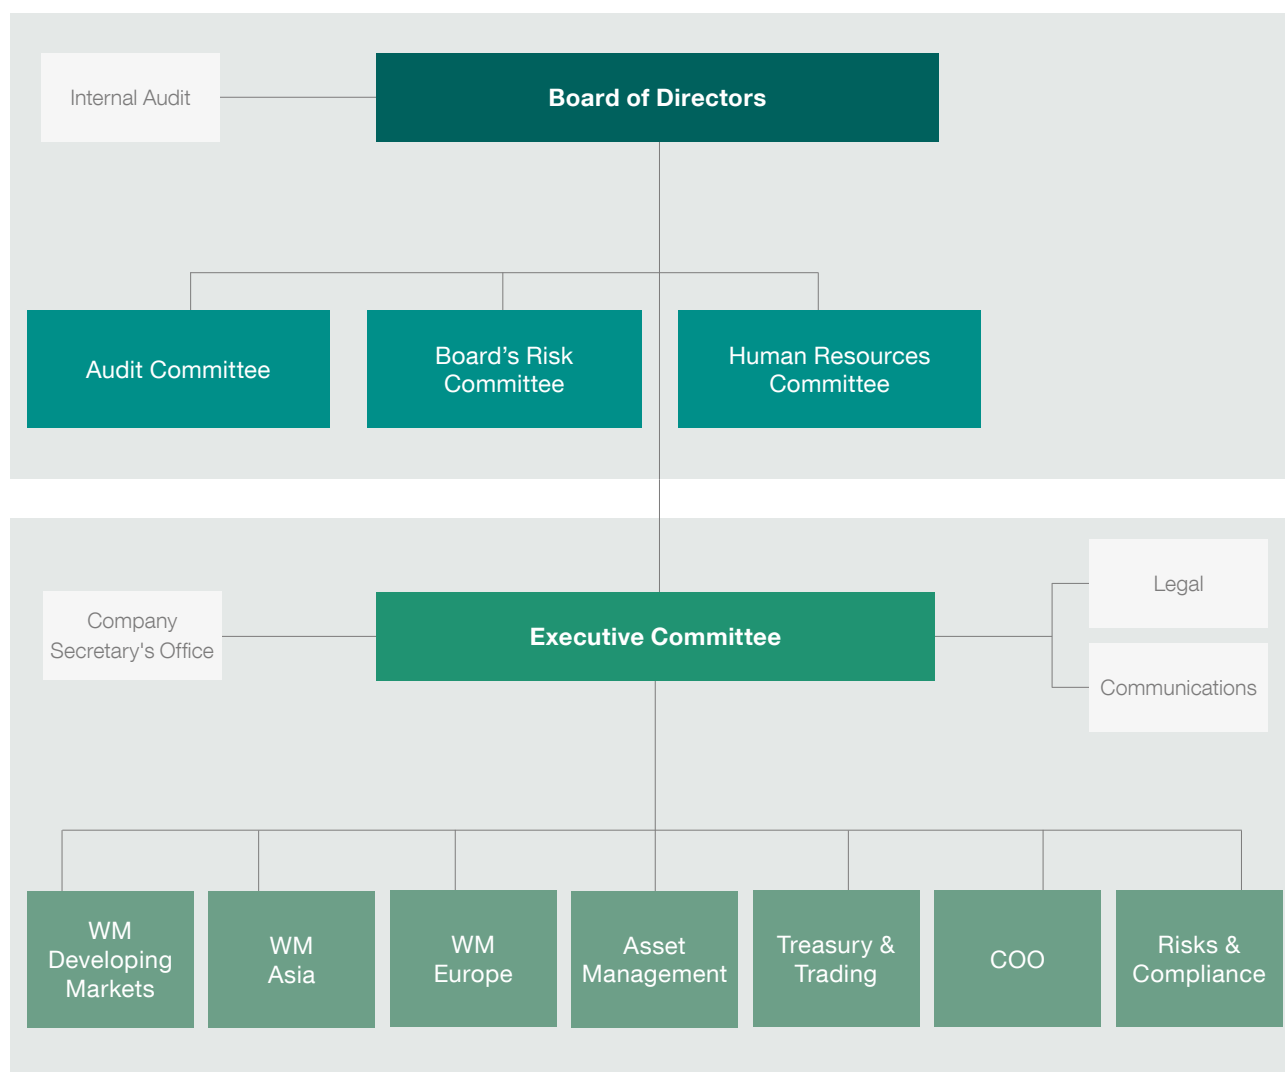 Internal Audit
Board of Directors
Audit Committee
Board’s Risk
Committee
Human Resources
Committee
Company
Secretary's Office
Executive Committee
Legal
Communications
WM
Developing
Markets
WM
Asia
WM
Europe
Asset
Management
Treasury &
Trading
COO
Risks &
Compliance